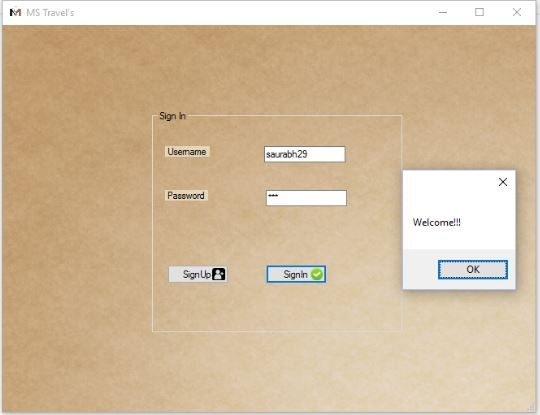 MS Travel's
Sign In
Username
saurabh29
Password
***
SignUp
SignIn
Welcome!!!
OK